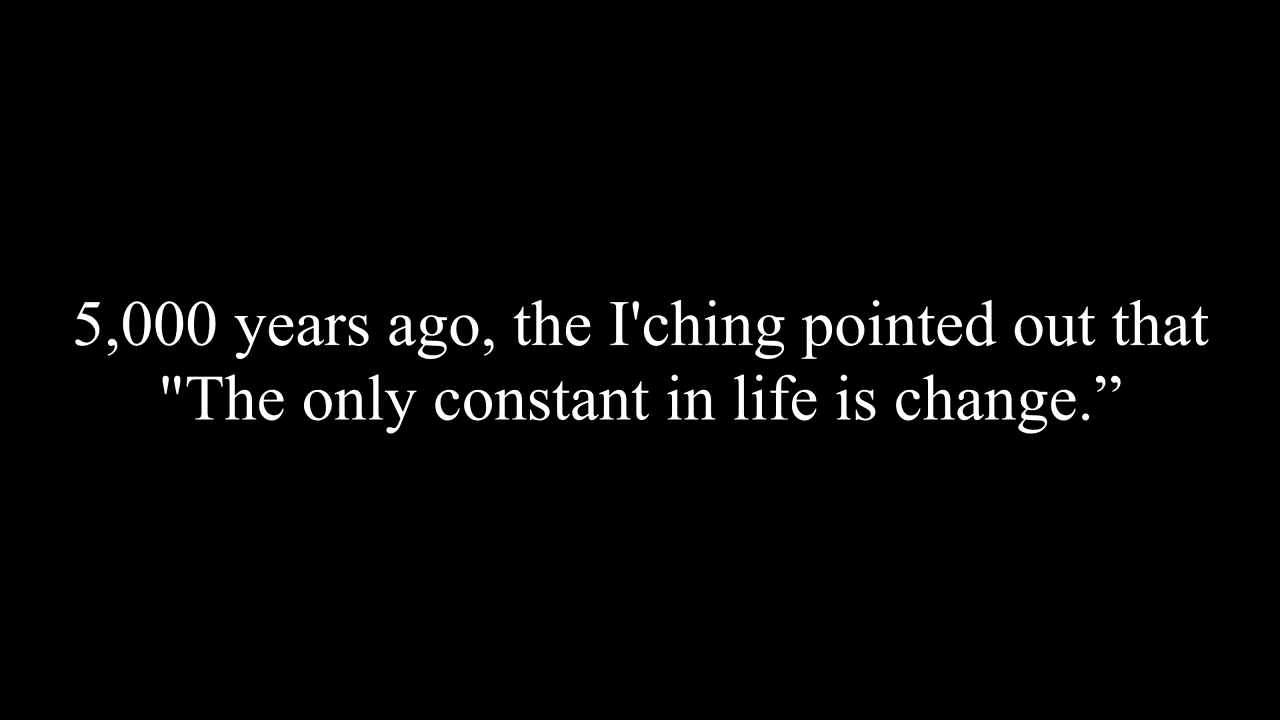 5,000 years ago, the I'ching pointed out that
"The only constant in life is change.”